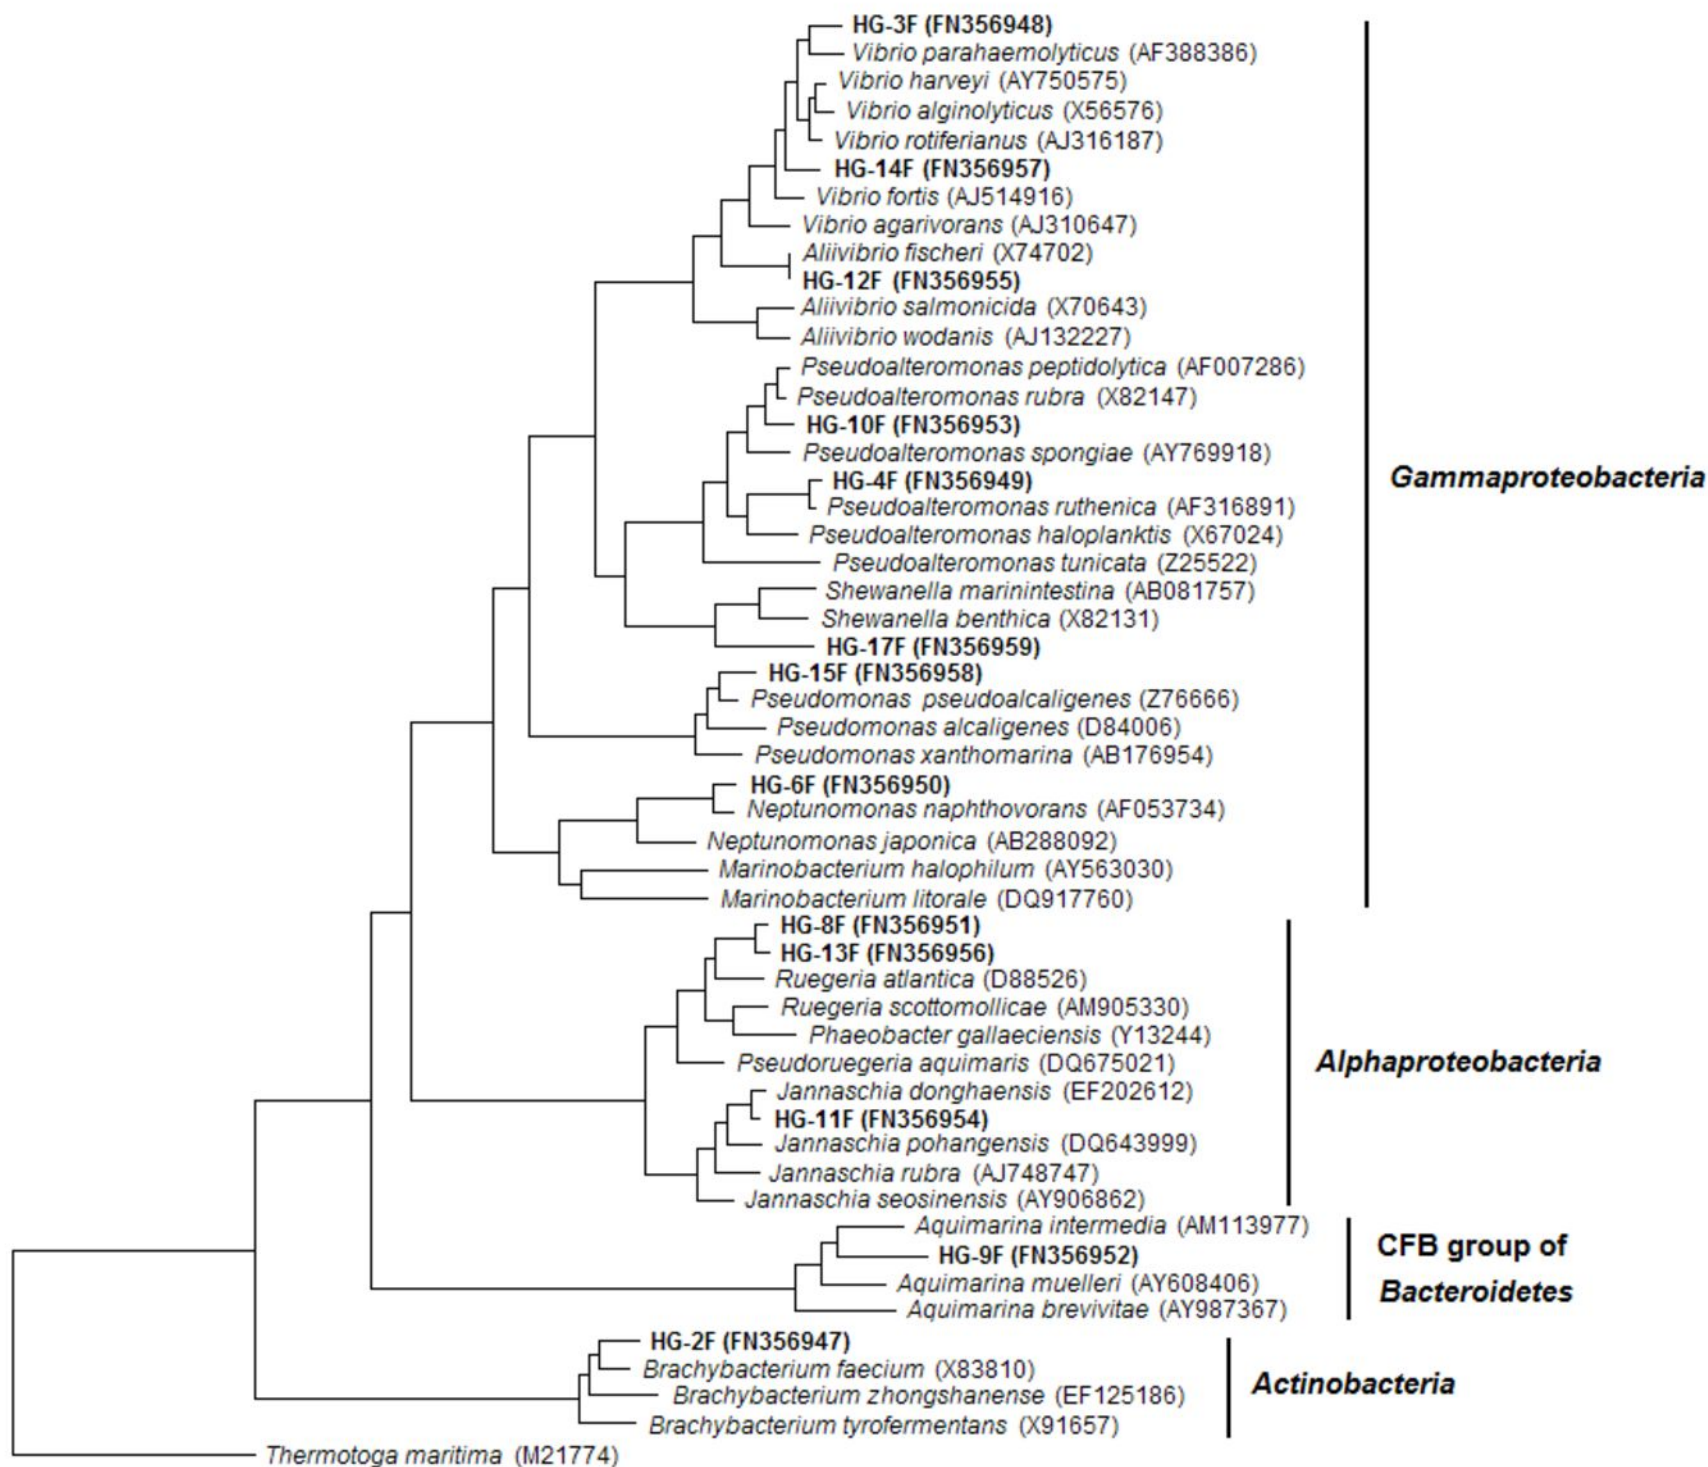 HG-3F (FN356948)
Vibrio parahaemolyticus (AF388386)
Vibrio harveyi (AY750575)
Vibrio alginolyticus (X56576)
Vibrio rotiferianus (AJ316187)
HG-14F (FN356957)
Vibrio fortis (AJ514916)
Vibrio agarivorans (AJ310647)
Aliivibrio fischeri (X74702)
HG-12F (FN356955)
Aliivibrio salmonicida (X70643)
Aliivibrio wodanis (AJ132227)
Pseudoalteromonas peptidolytica (AF007286)
Pseudoalteromonas rubra (X82147)
HG-10F (FN356953)
Pseudoalteromonas spongiae (AY769918)
HG-4F (FN356949)
Pseudoalteromonas ruthenica (AF316891)
Pseudoalteromonas haloplanktis (X67024)
Pseudoalteromonas tunicata (Z25522)
Shewanella marinintestina (AB081757)
Shewanella benthica (X82131)
HG-17F (FN356959)
HG-15F (FN356958)
Pseudomonas pseudoalcaligenes (Z76666)
Pseudomonas alcaligenes (D84006)
Pseudomonas xanthomarina (AB176954)
HG-6F (FN356950)
Neptunomonas naphthovorans (AF053734)
Neptunomonas japonica (AB288092)
Marinobacterium halophilum (AY563030)
Marinobacterium litorale (DQ917760)
Gammaproteobacteria
HG-8F (FN356951)
HG-13F (FN356956)
Ruegeria atlantica (D88526)
Ruegeria scottomollicae (AM905330)
Phaeobacter gallaeciensis (Y13244)
Pseudoruegeria aquimaris (DQ675021)
Jannaschia donghaensis (EF202612)
HG-11F (FN356954)
Jannaschia pohangensis (DQ643999)
Jannaschia rubra (AJ748747)
Jannaschia seosinensis (AY906862)
Alphaproteobacteria
Aquimarina intermedia (AM113977)
HG-9F (FN356952)
Aquimarina muelleri (AY608406)
Aquimarina brevivitae (AY987367)
CFB group of
Bacteroidetes
HG-2F (FN356947)
Brachybacterium faecium (X83810)
Brachybacterium zhongshanense (EF125186)
Brachybacterium tyrofermentans (X91657)
Actinobacteria
Thermotoga maritima (M21774)